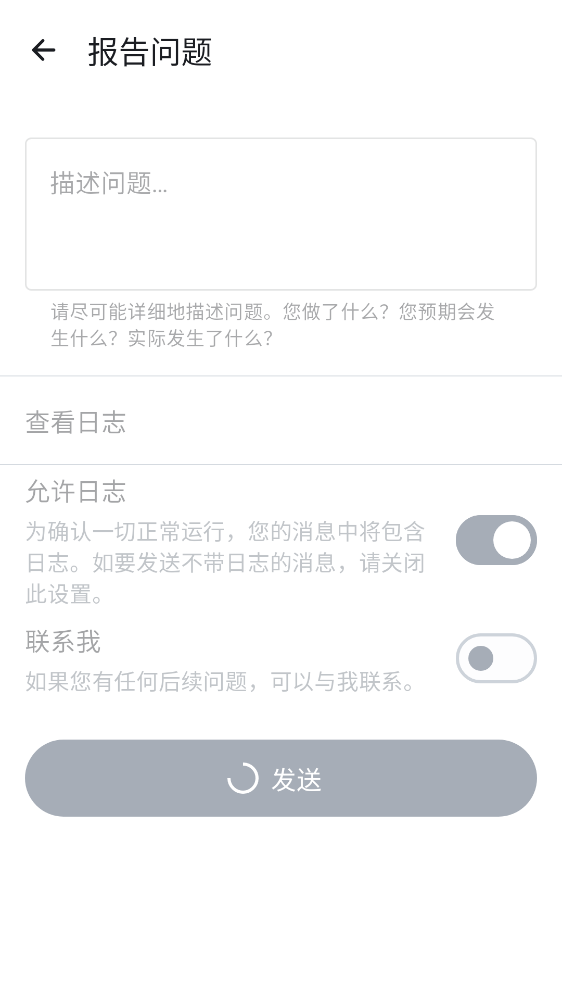 报告问题
描述问题...
请尽可能详细地描述问题。您做了什么？您预期会发
生什么？实际发生了什么？
查看日志
允许日志
为确认一切正常运行，您的消息中将包含
日志。如要发送不带日志的消息，请关闭
此设置。
联系我
如果您有任何后续问题，可以与我联系。
发送